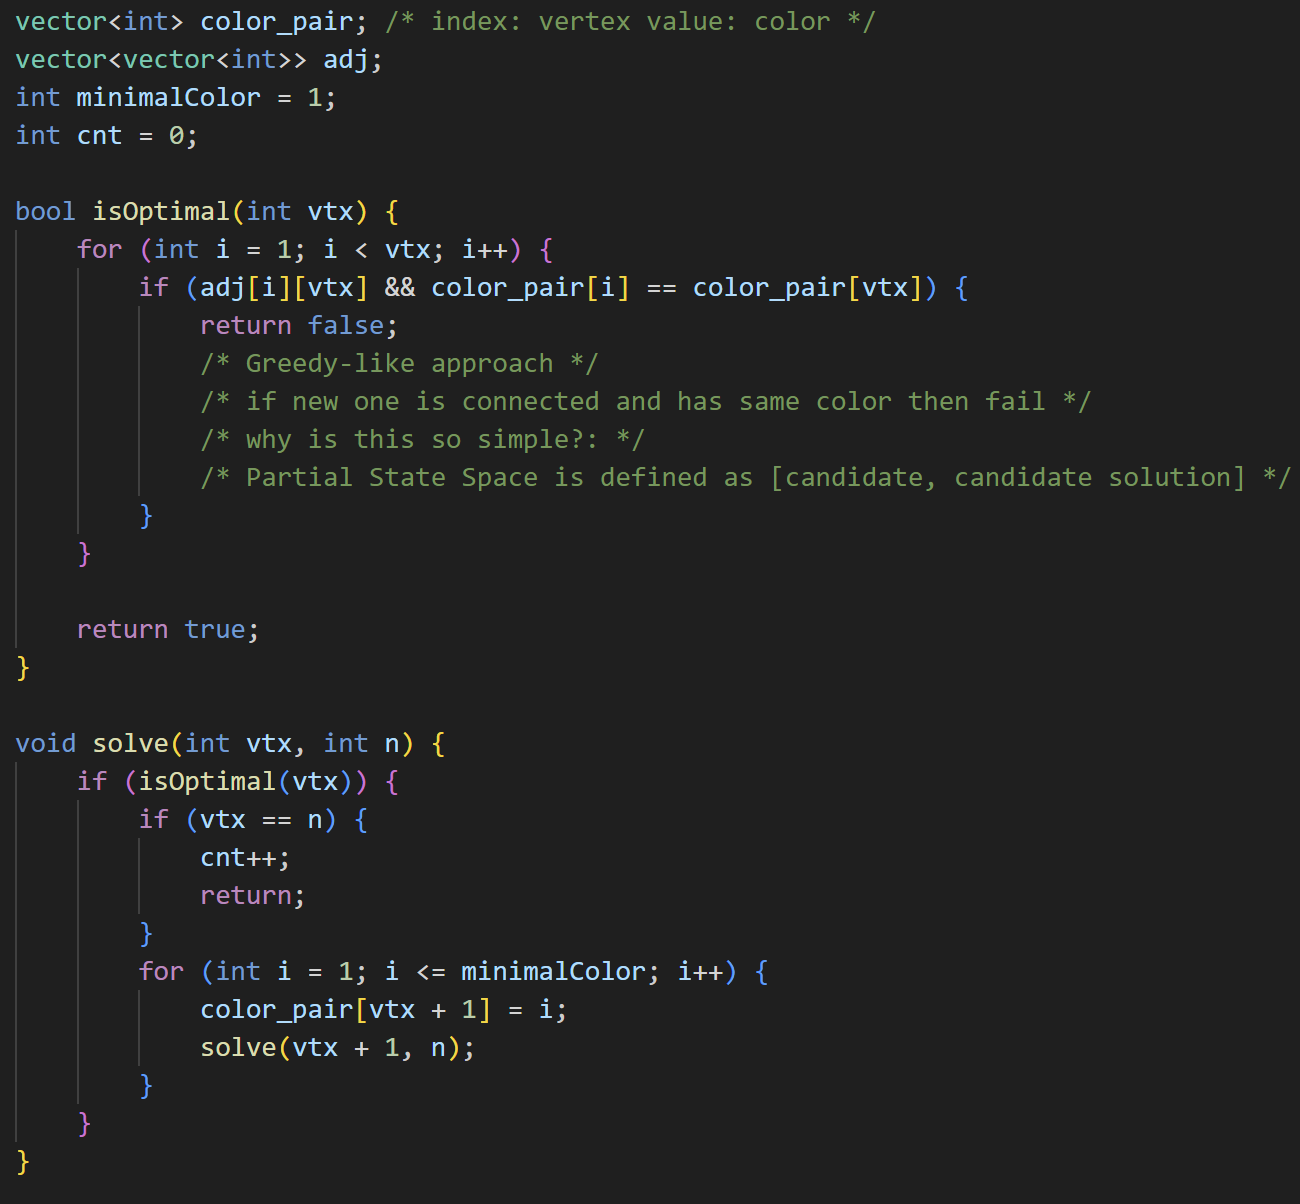 vector<int> color_pair; /* index: vertex value: color */
vector<vector<int>> adj;
int minimalColor = 1;
int cnt = 0;
bool isOptimal(int vtx) {
for (int i = 1; i < vtx; i++) {
if (adj[i][vtx] && color_pair[i] == color_pair[vtx]) {
return false;
/* Greedy-like approach */
/* if new one is connected and has same color then fail */
/* why is this so simple?: */
/* Partial State Space is defined as [candidate, candidate solution] */
}
}
return true;
}
void solve(int vtx, int n) {
if (isOptimal(vtx)) {
if (vtx == n) {
cnt++;
return;
}
for (int i = 1; i <= minimalColor; i++) {
color_pair[vtx + 1] = i;
solve(vtx + 1, n);
}
}
}